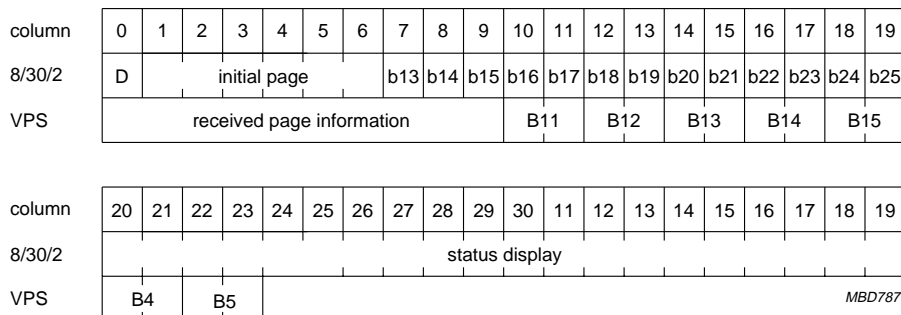 column 0 1 2 3 4 5 6 7 8 9 10 11 12 13 14 15 16 17 18 19
8/30/2 D initial page b13 b14 b15 b16 b17 b18 b19 b20 b21 b22 b23 b24 b25
VPS received page information B11 B12 B13 B14 B15
column 20 21 22 23 24 25 26 27 28 29 30 11 12 13 14 15 16 17 18 19
8/30/2 status display
VPS B4 B5 MBD787